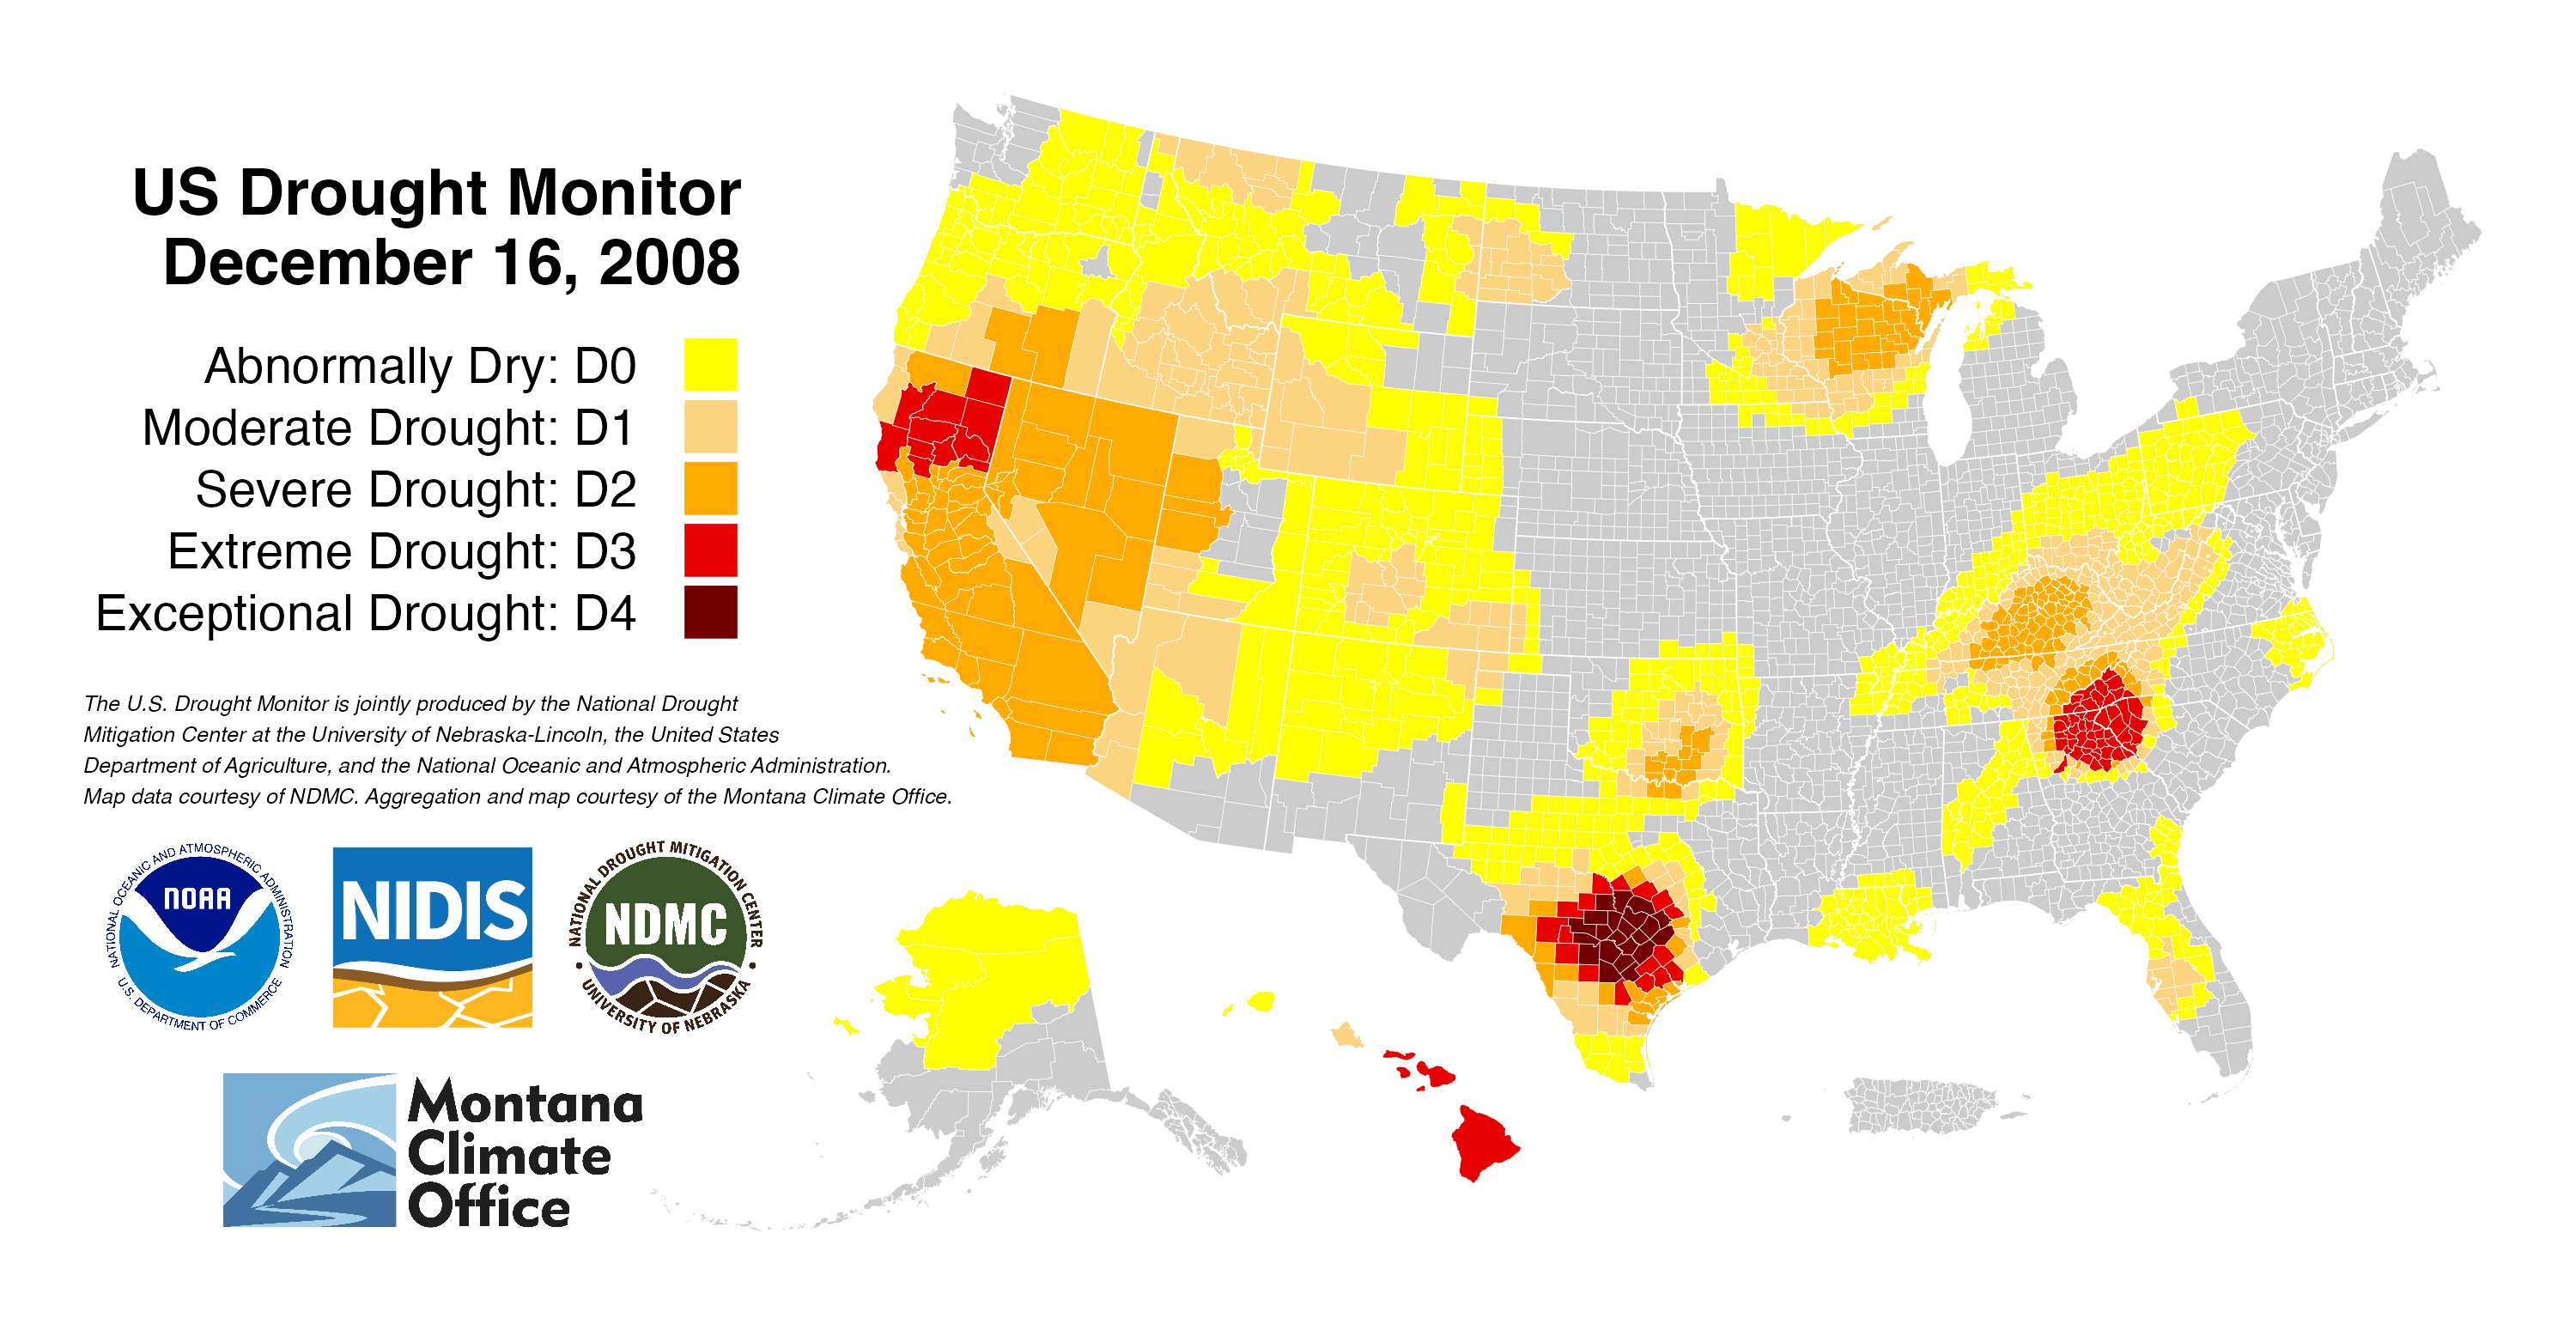 US Drought Monitor
December 16, 2008
Abnormally Dry: D0
Moderate Drought: D1
Severe Drought: D2
Extreme Drought: D3
Exceptional Drought: D4
The U.S. Drought Monitor is jointly produced by the National Drought
Mitigation Center at the University of Nebraska-Lincoln, the United States
Department of Agriculture, and the National Oceanic and Atmospheric Administration.
Map data courtesy of NDMC. Aggregation and map courtesy of the Montana Climate Office.
NATIONAL OCEANIC AND ATMOSPHERIC ADMINISTRATION
NOAA
U.S. DEPARTMENT OF COMMERCE
NIDIS
NATIONAL DROUGHT MITIGATION CENTER
NDMC
UNIVERSITY OF NEBRASKA
Montana
Climate
Office